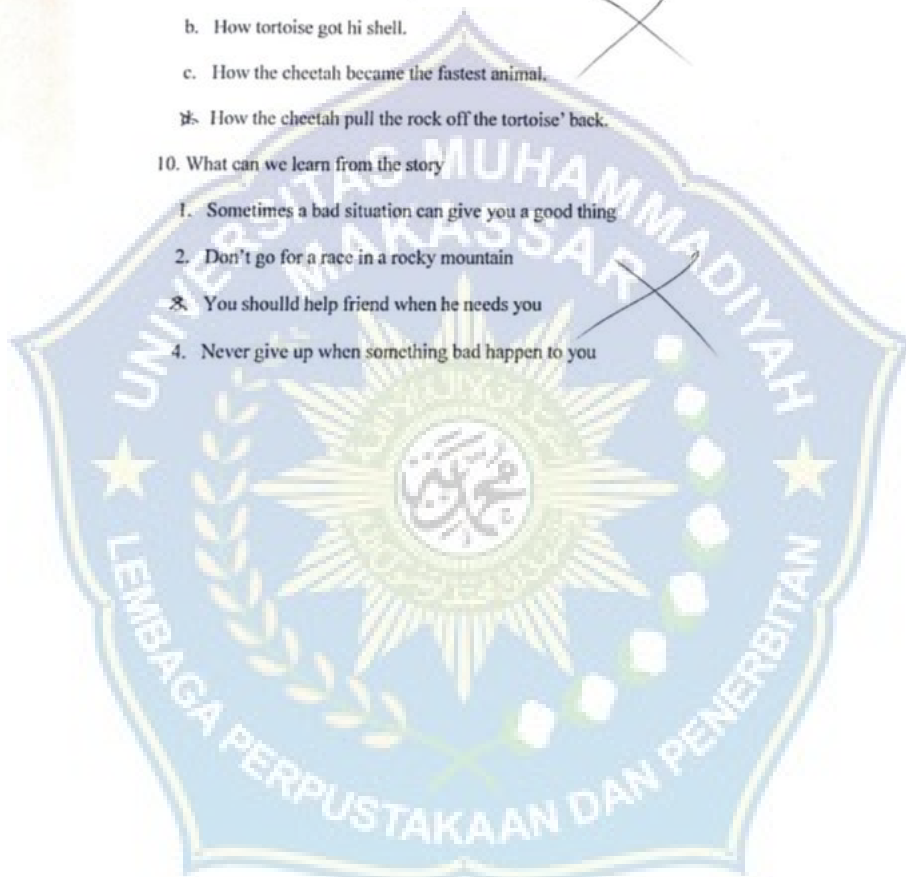 b. How tortoise got hi shell.
c. How the cheetah became the fastest animal.
d. How the cheetah pull the rock off the tortoise' back.
10. What can we learn from the story
1. Sometimes a bad situation can give you a good thing
2. Don't go for a race in a rocky mountain
3. You shoulld help friend when he needs you
4. Never give up when something bad happen to you
UNIVERSITAS MUHAMMADIYAH
MAKASSAR
LEMBAGA PERPUSTAKAAN DAN PENERBITAN